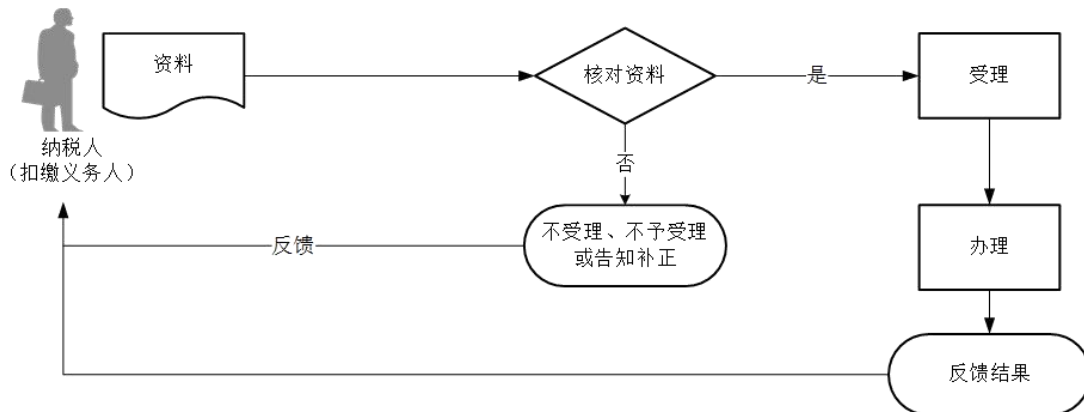 资料
核对资料
是
受理
纳税人
（扣缴义务人）
否
不受理、不予受理
或告知补正
反馈
办理
反馈结果